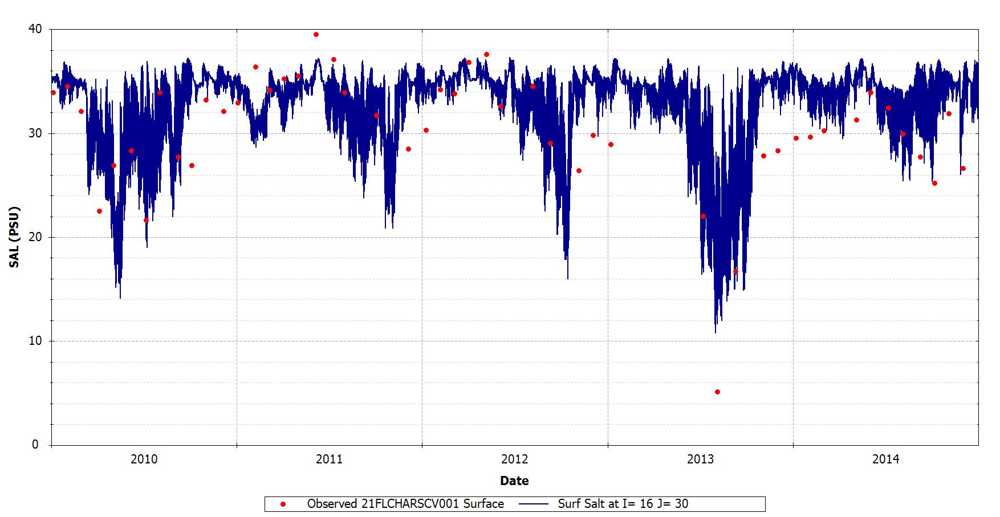 40
30
20
10
0
SAL (PSU)
2010 2011 2012 2013 2014
Date
Observed 21FLCHARSCV001 Surface Surf Salt at I= 16 J= 30